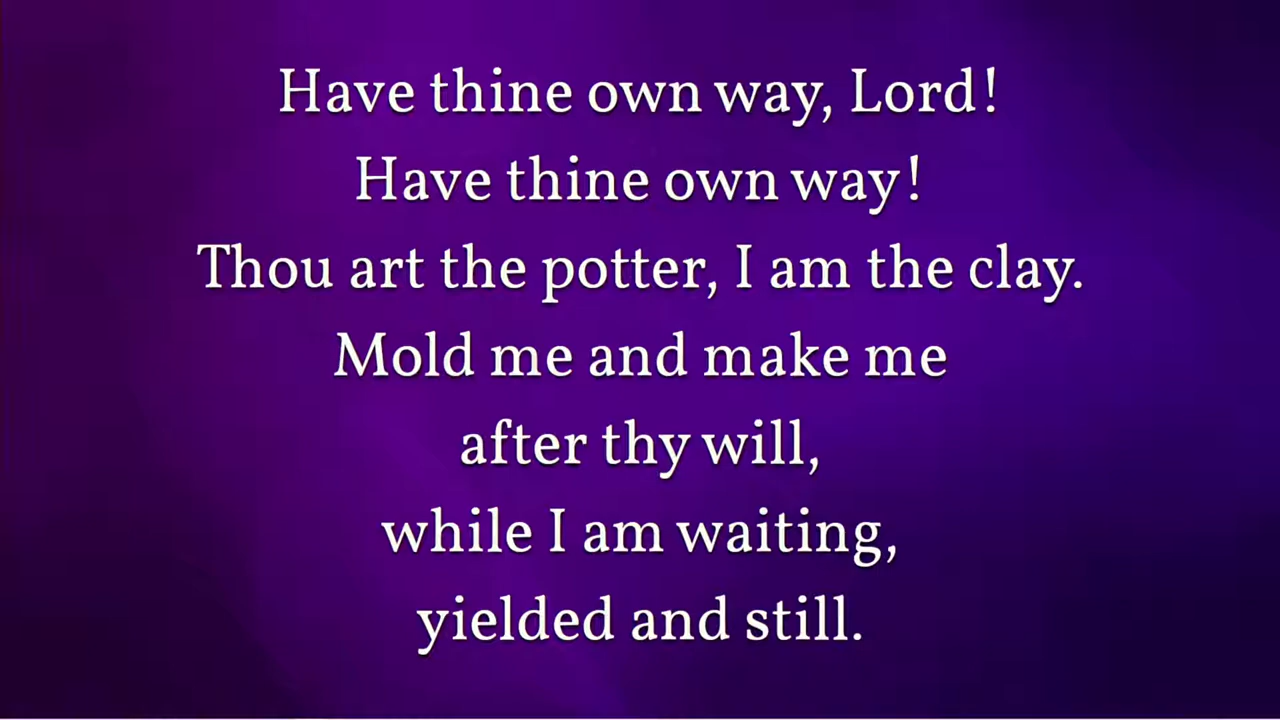 Have thine own way, Lord!
Have thine own way!
Thou art the potter, I am the clay.
Mold me and make me
after thy will,
while I am waiting,
yielded and still.